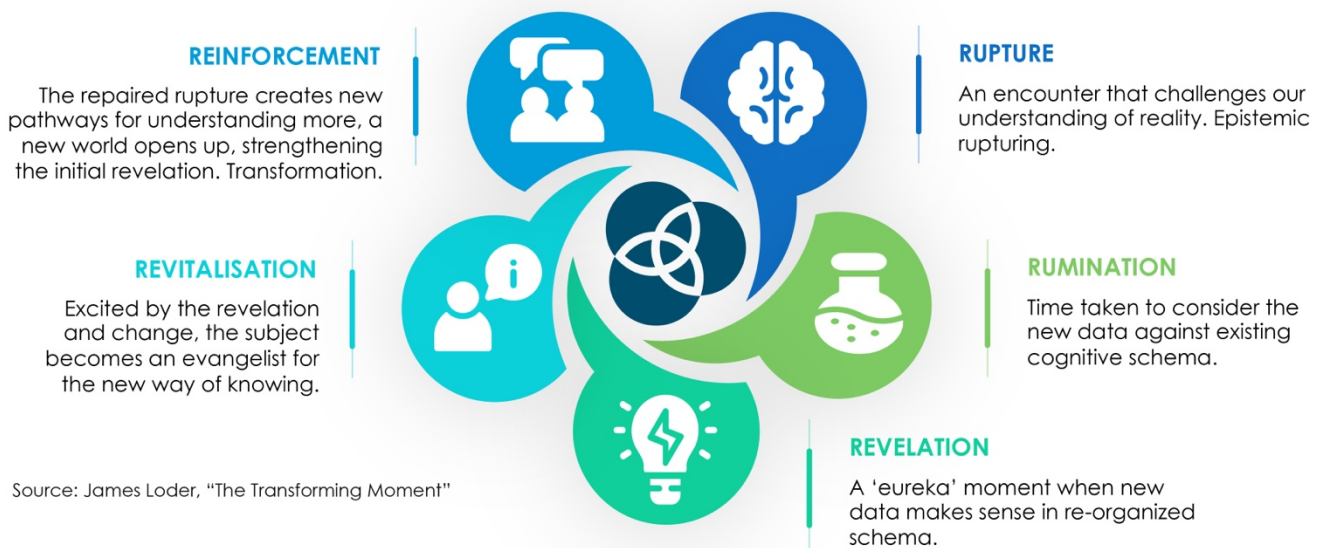 REINFORCEMENT
The repaired rupture creates new
pathways for understanding more, a
new world opens up, strengthening
the initial revelation. Transformation.
RUPTURE
An encounter that challenges our
understanding of reality. Epistemic
rupturing.
REVITALISATION
Excited by the revelation
and change, the subject
becomes an evangelist for
the new way of knowing.
i
RUMINATION
Time taken to consider the
new data against existing
cognitive schema.
REVELATION
A ‘eureka’ moment when new
data makes sense in re-organized
schema.
Source: James Loder, “The Transforming Moment”